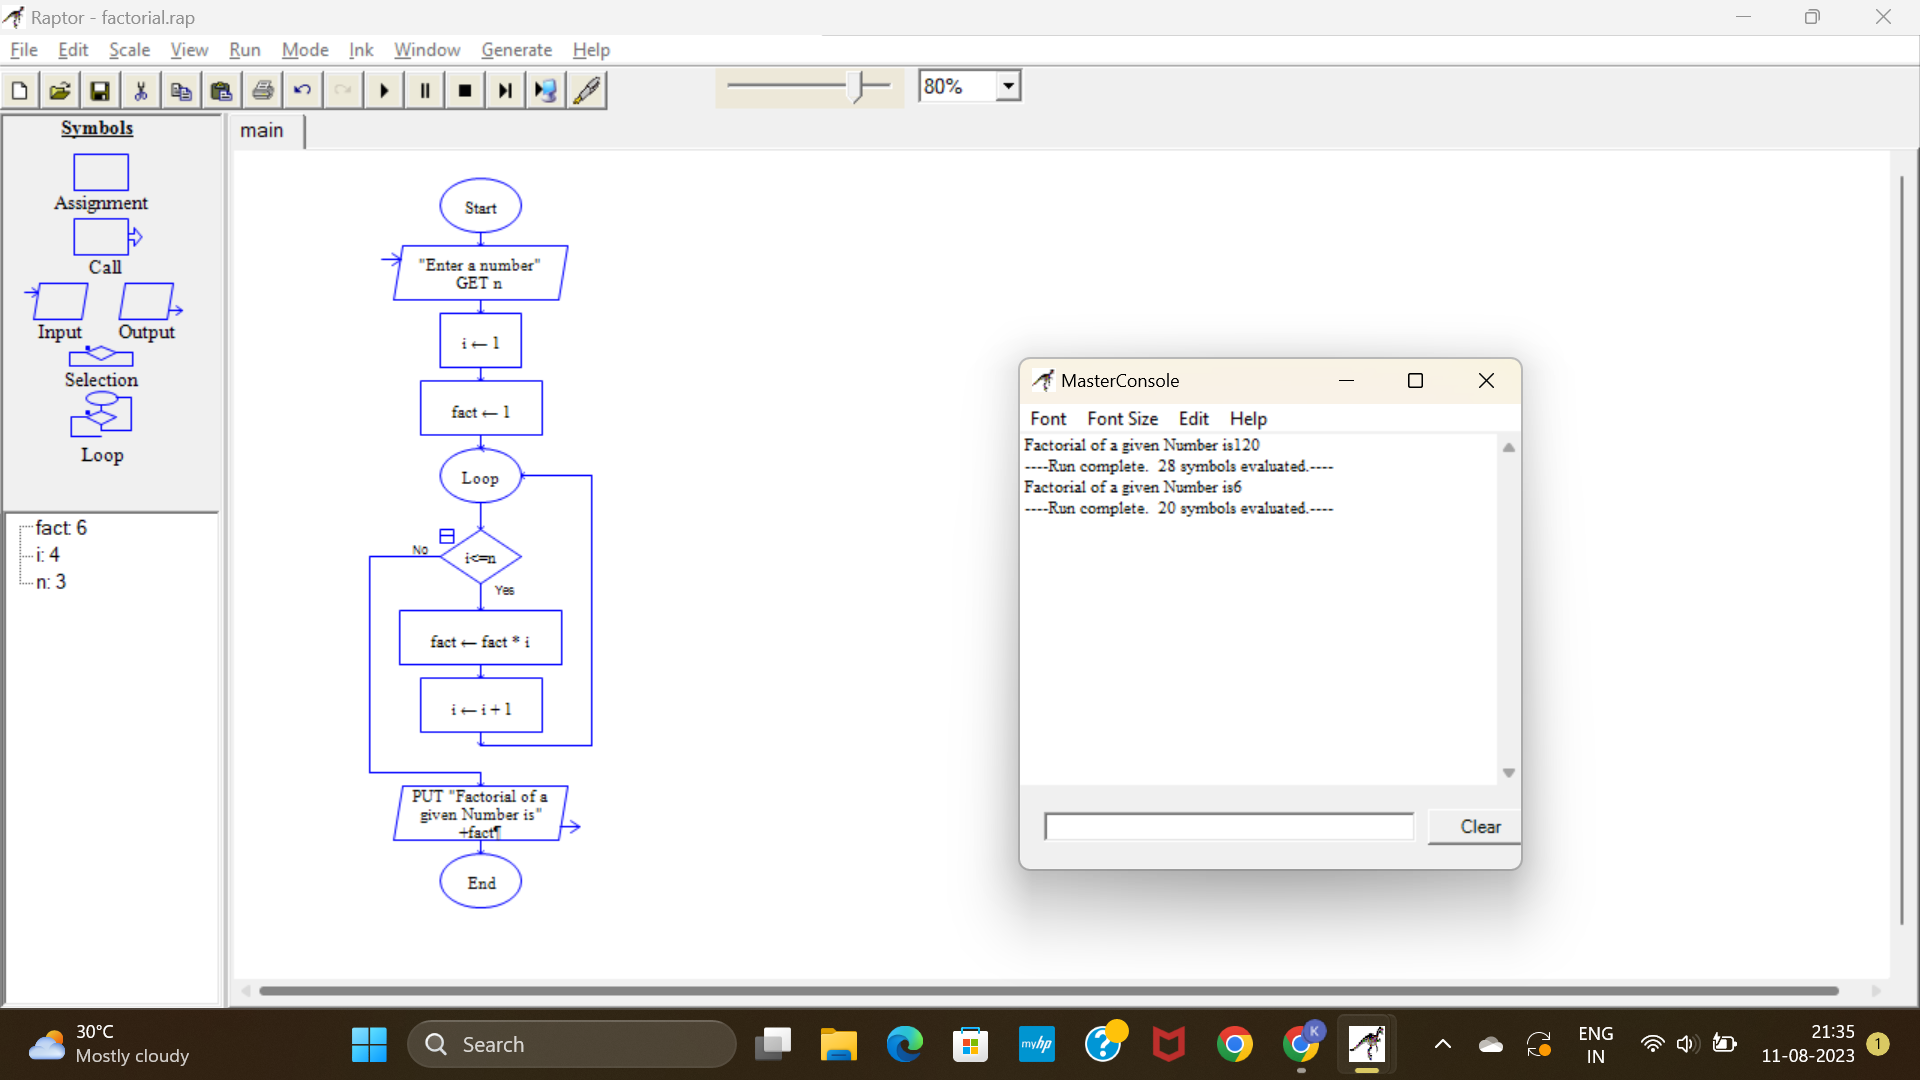 Raptor - factorial.rap
File Edit Scale View Run Mode Ink Window Generate Help
80%
Symbols
Assignment
Call
Input Output
Selection
Loop
fact: 6
i: 4
n: 3
main
Start
"Enter a number"
GET n
i ← 1
fact ← 1
Loop
No
i<=n
Yes
fact ← fact * i
i ← i + 1
PUT "Factorial of a
given Number is"
+fact¶
End
MasterConsole
Font Font Size Edit Help
Factorial of a given Number is120
----Run complete. 28 symbols evaluated.----
Factorial of a given Number is6
----Run complete. 20 symbols evaluated.----
Clear
30°C
Mostly cloudy
Search
myhp
?
K
ENG
IN
21:35
11-08-2023
1